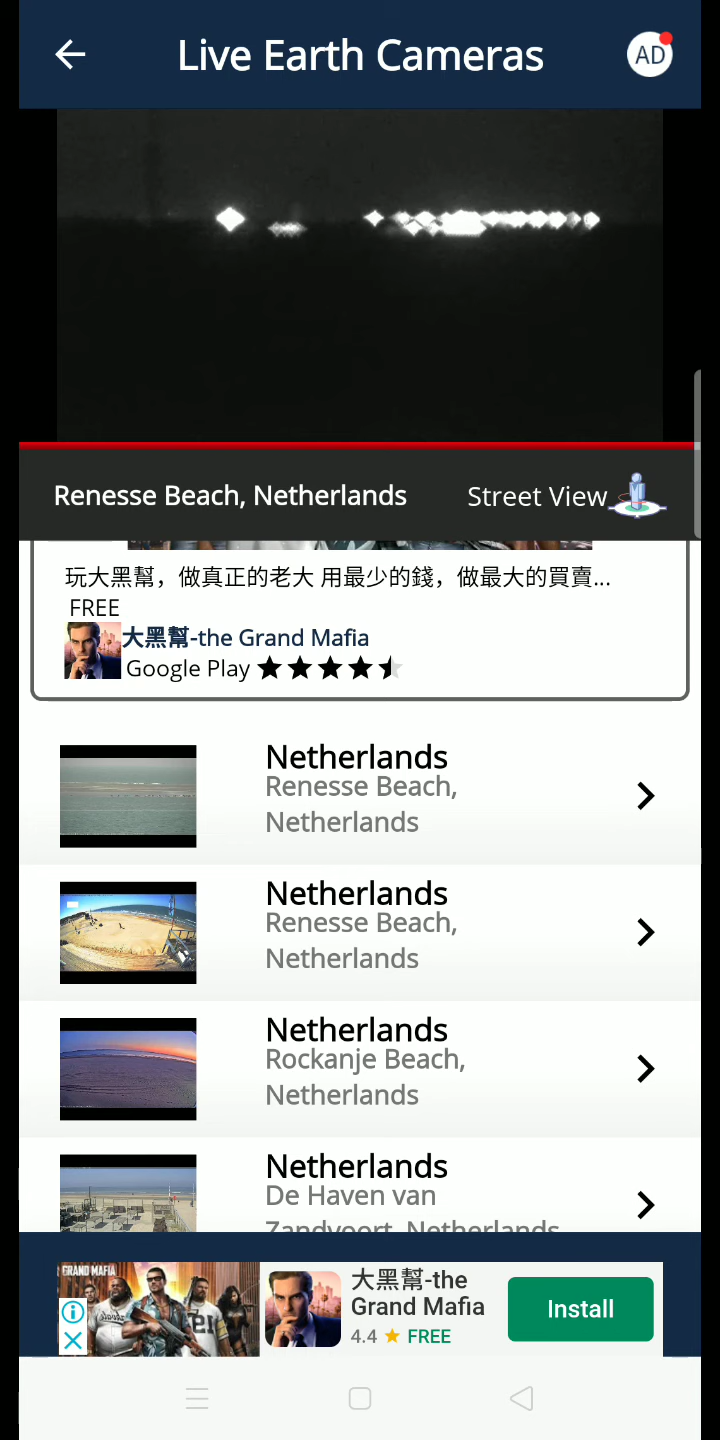 Live Earth Cameras
AD
Renesse Beach, Netherlands
Street View
玩大黑幫，做真正的老大 用最少的錢，做最大的買賣...
FREE
大黑幫-the Grand Mafia
Google Play
Netherlands
Renesse Beach,
Netherlands
Netherlands
Renesse Beach,
Netherlands
Netherlands
Rockanje Beach,
Netherlands
Netherlands
De Haven van
Zandvoort, Netherlands
GRAND MAFIA
大黑幫-the
Grand Mafia
4.4 ★ FREE
Install